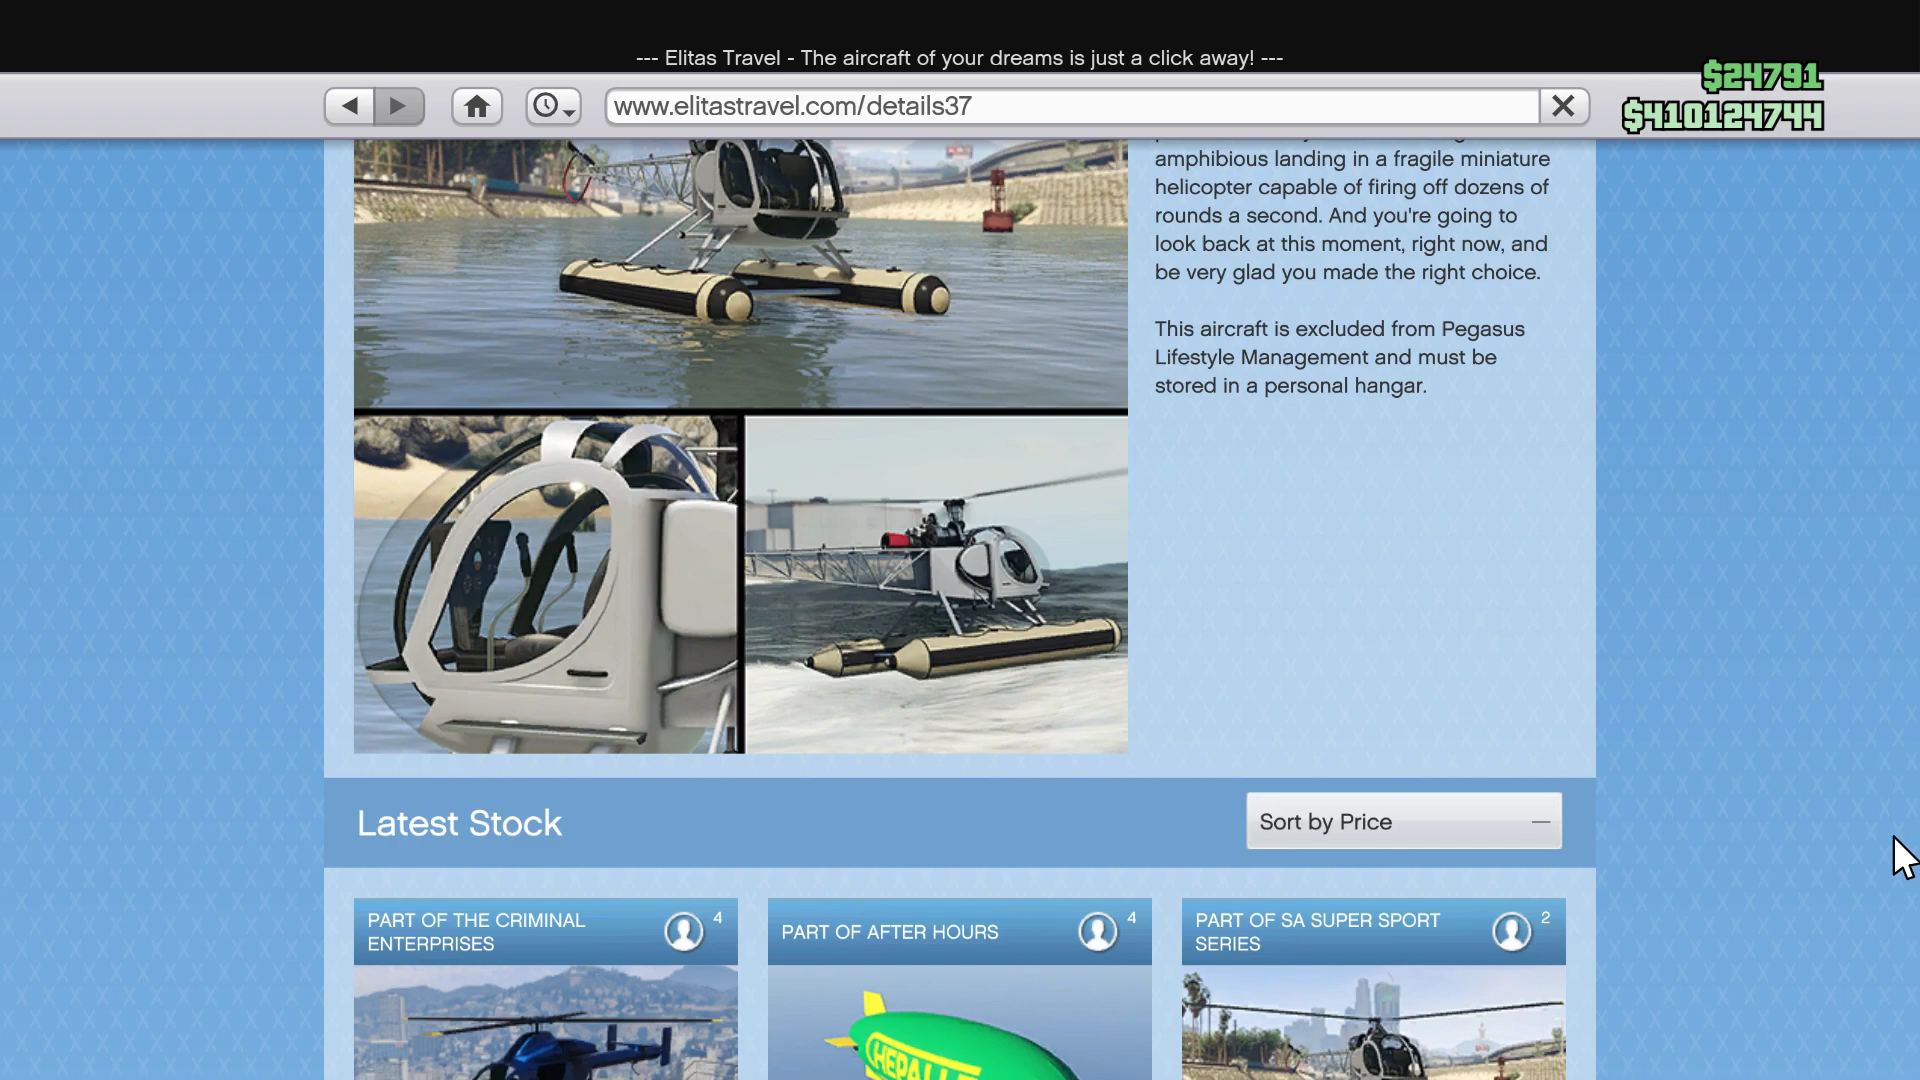 --- Elitas Travel - The aircraft of your dreams is just a click away! ---
$24791
www.elitastravel.com/details37
$410124744
amphibious landing in a fragile miniature
helicopter capable of firing off dozens of
rounds a second. And you're going to
look back at this moment, right now, and
be very glad you made the right choice.
This aircraft is excluded from Pegasus
Lifestyle Management and must be
stored in a personal hangar.
Latest Stock
Sort by Price
PART OF THE CRIMINAL
ENTERPRISES
4
PART OF AFTER HOURS
4
PART OF SA SUPER SPORT
SERIES
2